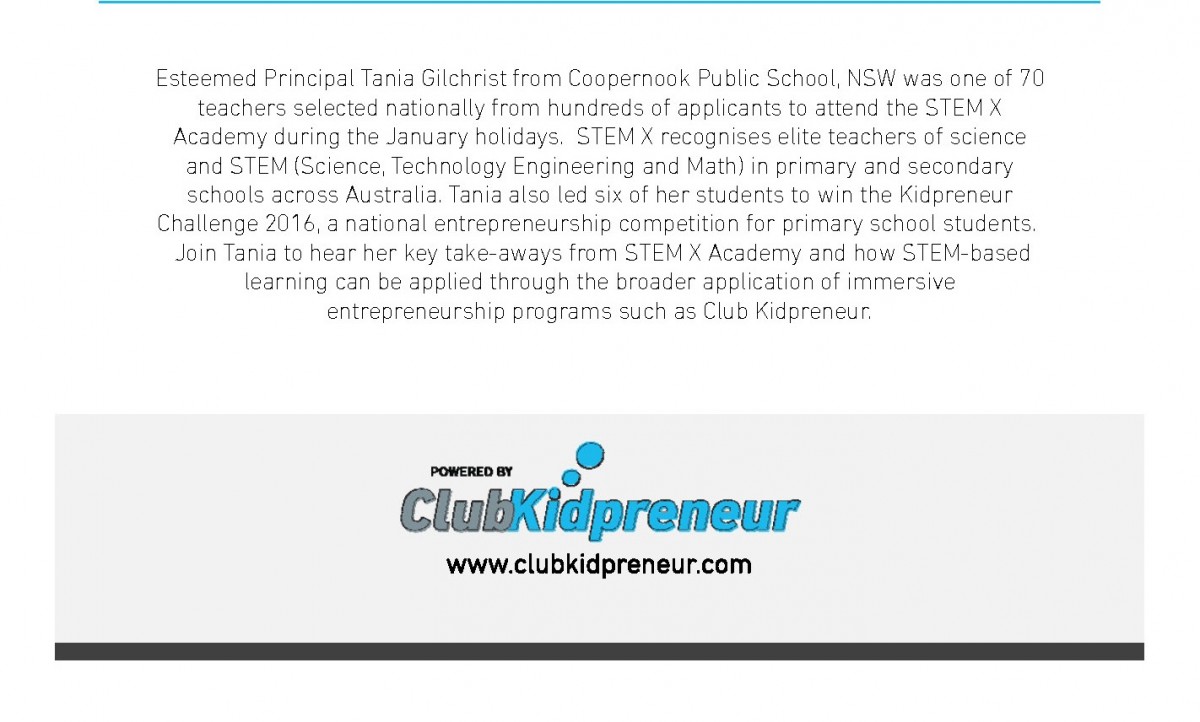 Esteemed Principal Tania Gilchrist from Coopernook Public School, NSW was one of 70
teachers selected nationally from hundreds of applicants to attend the STEM X
Academy during the January holidays.  STEM X recognises elite teachers of science
and STEM (Science, Technology Engineering and Math) in primary and secondary
schools across Australia. Tania also led six of her students to win the Kidpreneur
Challenge 2016, a national entrepreneurship competition for primary school students.
Join Tania to hear her key take-aways from STEM X Academy and how STEM-based
learning can be applied through the broader application of immersive
entrepreneurship programs such as Club Kidpreneur.
POWERED BY
ClubKidpreneur
www.clubkidpreneur.com